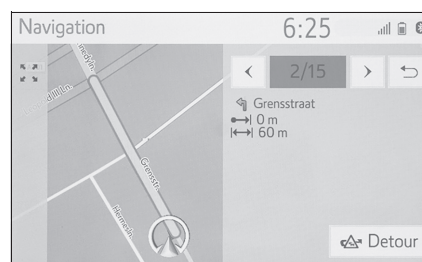 Navigation 6:25
2/15
Grensstraat
0 m
60 m
Grensstr.
Detour